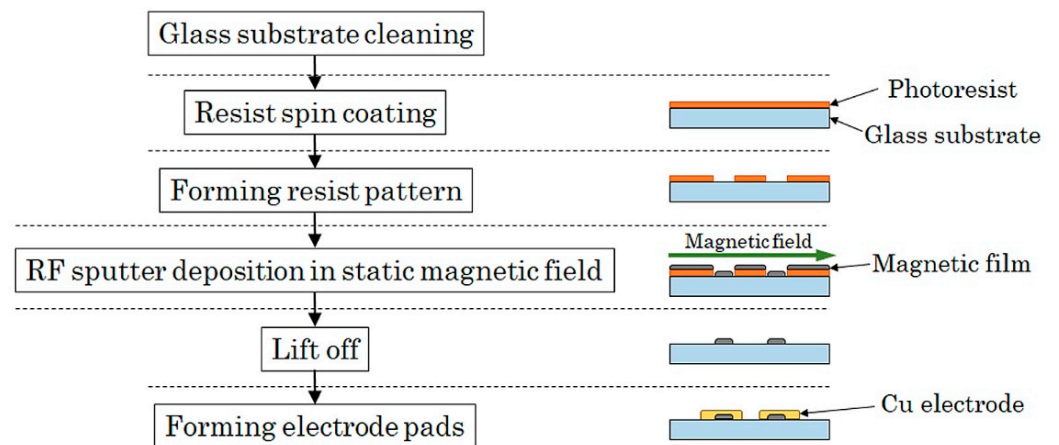 Glass substrate cleaning
Resist spin coating
Photoresist
Glass substrate
Forming resist pattern
RF sputter deposition in static magnetic field
Magnetic field
Magnetic film
Lift off
Forming electrode pads
Cu electrode